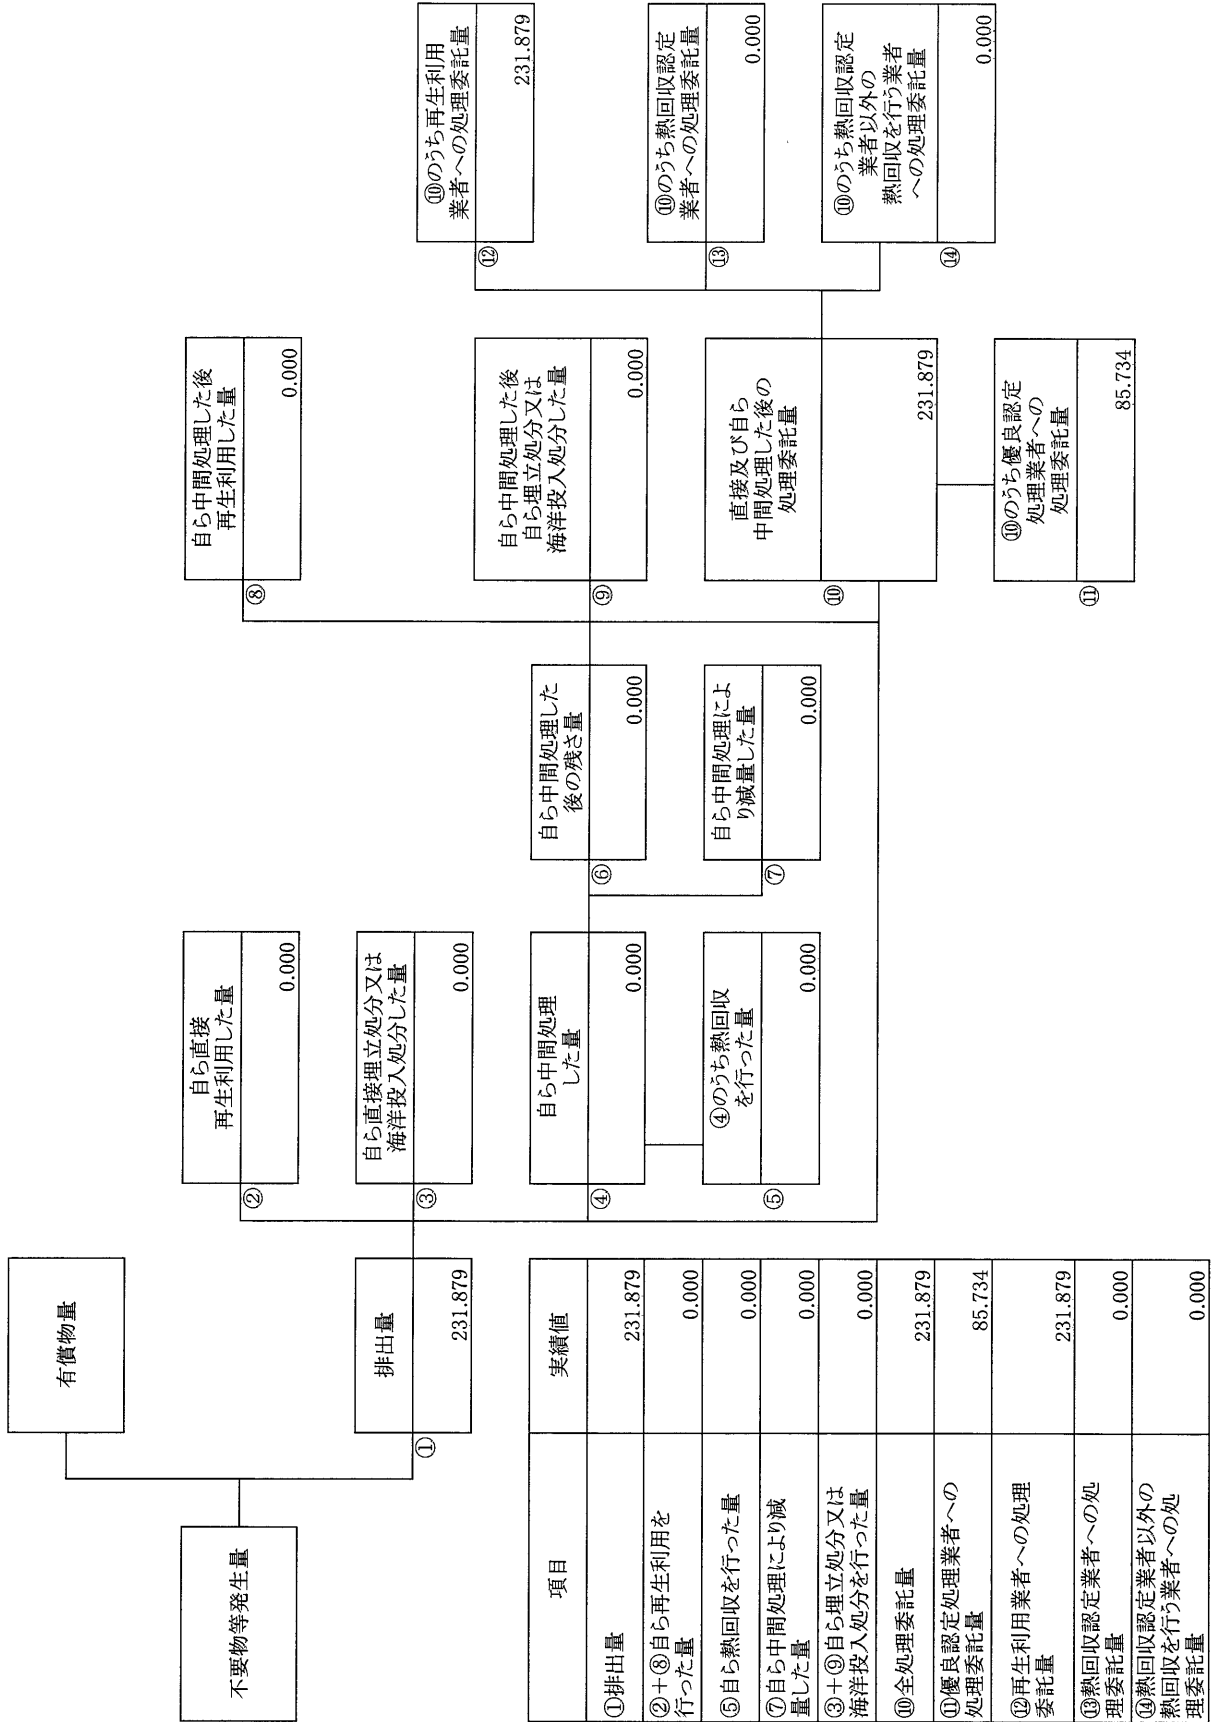 不要物等発生量
有償物量
①
排出量
231.879
②
自ら直接
再生利用した量
0.000
③
自ら直接埋立処分又は
海洋投入処分した量
0.000
④
自ら中間処理
した量
0.000
⑤
④のうち熱回収
を行った量
0.000
⑥
自ら中間処理した
後の残さ量
0.000
⑦
自ら中間処理によ
り減量した量
0.000
⑧
自ら中間処理した後
再生利用した量
0.000
⑨
自ら中間処理した後
自ら埋立処分又は
海洋投入処分した量
0.000
⑩
直接及び自ら
中間処理した後の
処理委託量
231.879
⑪
⑩のうち優良認定
処理業者への
処理委託量
85.734
⑫
⑩のうち再生利用
業者への処理委託量
231.879
⑬
⑩のうち熱回収認定
業者への処理委託量
0.000
⑭
⑩のうち熱回収認定
業者以外の
熱回収を行う業者
への処理委託量
0.000
項目 実績値
①排出量 231.879
②+⑧自ら再生利用を
行った量 0.000
⑤自ら熱回収を行った量 0.000
⑦自ら中間処理により減
量した量 0.000
③+⑨自ら埋立処分又は
海洋投入処分を行った量 0.000
⑩全処理委託量 231.879
⑪優良認定処理業者への
処理委託量 85.734
⑫再生利用業者への処理
委託量 231.879
⑬熱回収認定業者への処
理委託量 0.000
⑭熱回収認定業者以外の
熱回収を行う業者への処
理委託量 0.000